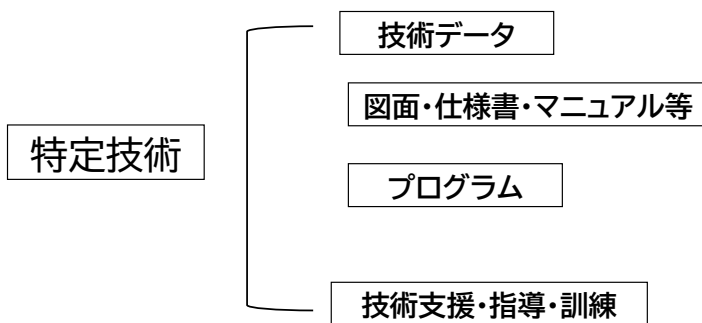 技術データ
図面・仕様書・マニュアル等
特定技術
プログラム
技術支援・指導・訓練